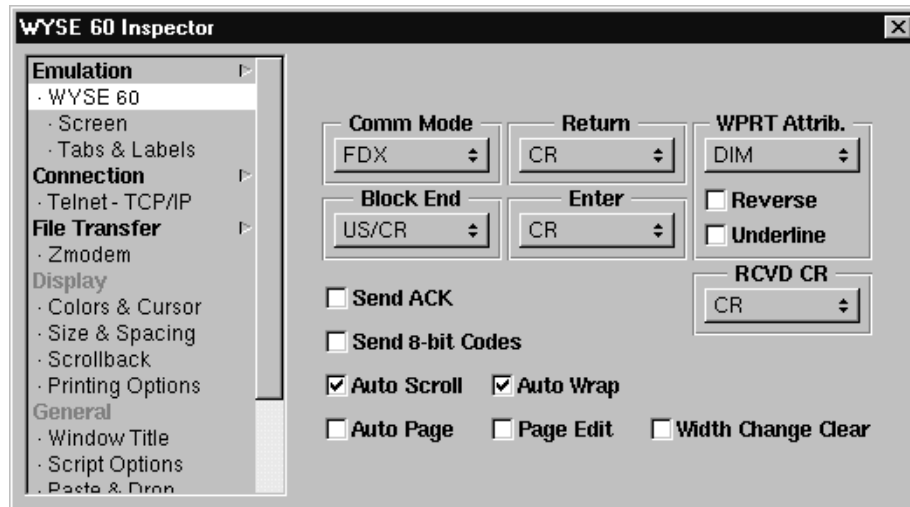 WYSE 60 Inspector
Emulation
· WYSE 60
· Screen
· Tabs & Labels
Connection
· Telnet - TCP/IP
File Transfer
· Zmodem
Display
· Colors & Cursor
· Size & Spacing
· Scrollback
· Printing Options
General
· Window Title
· Script Options
· Paste & Drop
Comm Mode
FDX
Return
CR
WPRT Attrib.
DIM
Reverse
Underline
Block End
US/CR
Enter
CR
RCVD CR
CR
Send ACK
Send 8-bit Codes
Auto Scroll
Auto Wrap
Auto Page
Page Edit
Width Change Clear